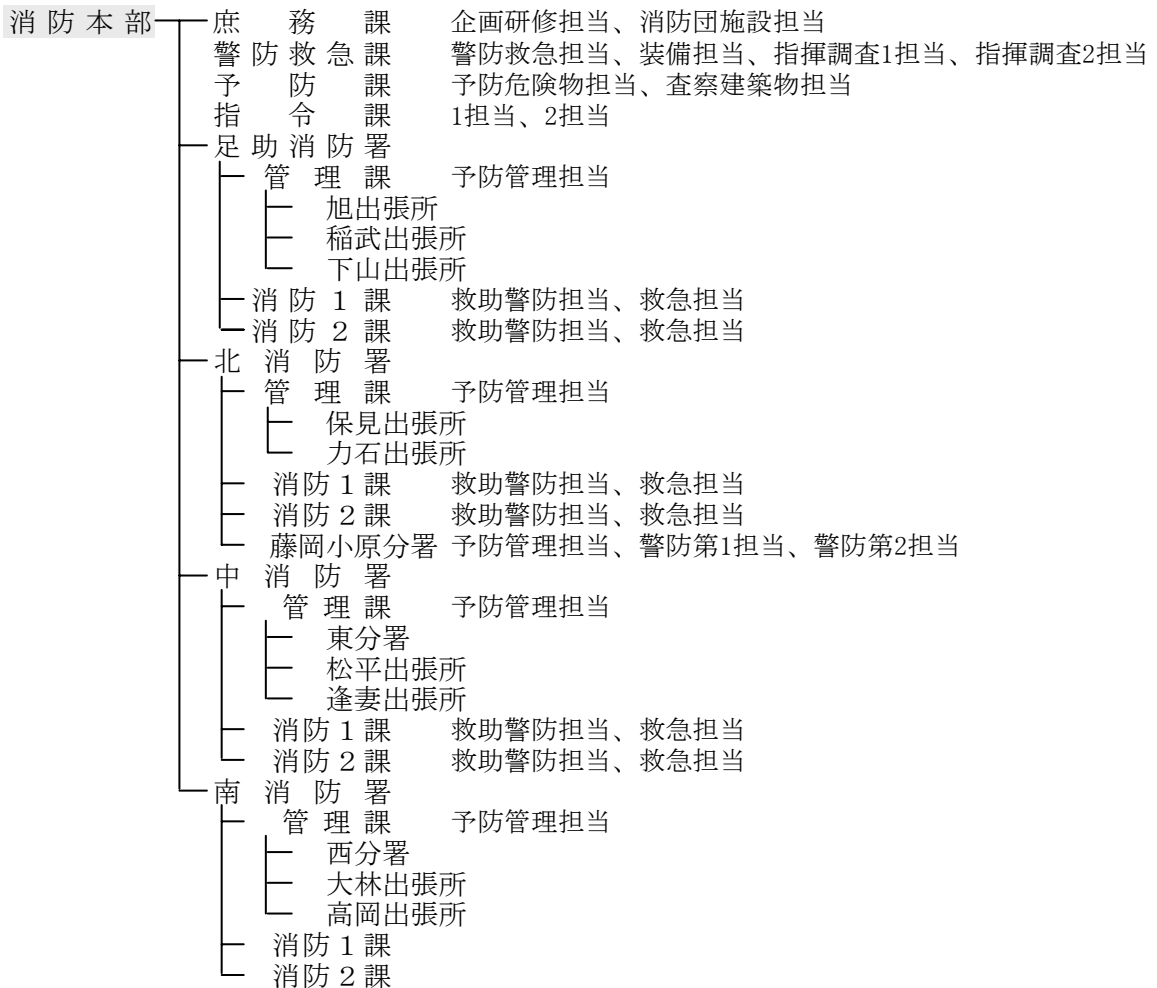 消防本部 庶務課 企画研修担当、消防団施設担当
警防救急課 警防救急担当、装備担当、指揮調査1担当、指揮調査2担当
予防課 予防危険物担当、査察建築物担当
指令課 1担当、2担当
足助消防署
管理課 予防管理担当
旭出張所
稲武出張所
下山出張所
消防１課 救助警防担当、救急担当
消防２課 救助警防担当、救急担当
北消防署
管理課 予防管理担当
保見出張所
力石出張所
消防１課 救助警防担当、救急担当
消防２課 救助警防担当、救急担当
藤岡小原分署 予防管理担当、警防第1担当、警防第2担当
中消防署
管理課 予防管理担当
東分署
松平出張所
逢妻出張所
消防１課 救助警防担当、救急担当
消防２課 救助警防担当、救急担当
南消防署
管理課 予防管理担当
西分署
大林出張所
高岡出張所
消防１課
消防２課